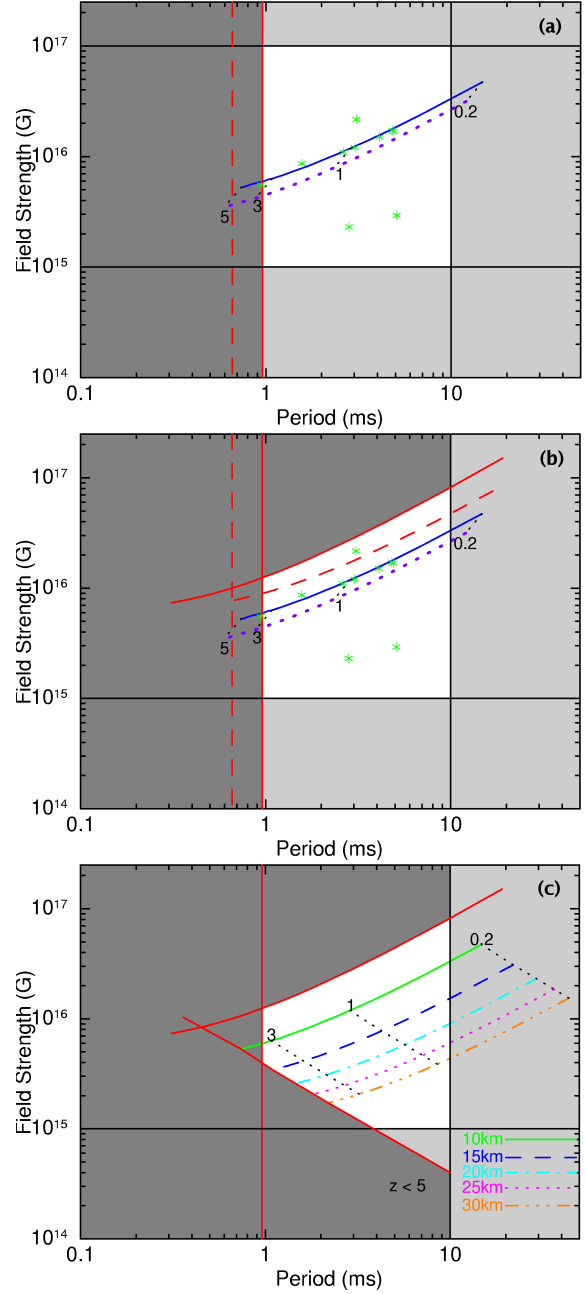 (a)
10^17
10^16
10^15
10^14
Field Strength (G)
0.2
1
3
5
0.1
1
10
Period (ms)
(b)
10^17
10^16
10^15
10^14
Field Strength (G)
0.2
1
3
5
0.1
1
10
Period (ms)
(c)
10^17
10^16
10^15
10^14
Field Strength (G)
0.2
1
3
10km
15km
20km
25km
30km
z < 5
0.1
1
10
Period (ms)